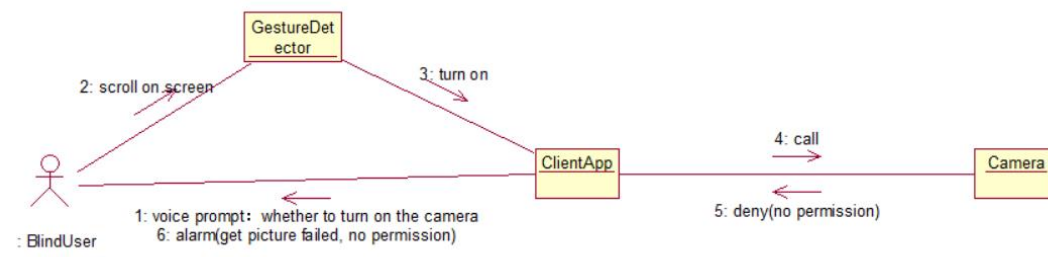 GestureDet
ector
2: scroll on screen
3: turn on
ClientApp
4: call
Camera
1: voice prompt：whether to turn on the camera
6: alarm(get picture failed, no permission)
5: deny(no permission)
: BlindUser